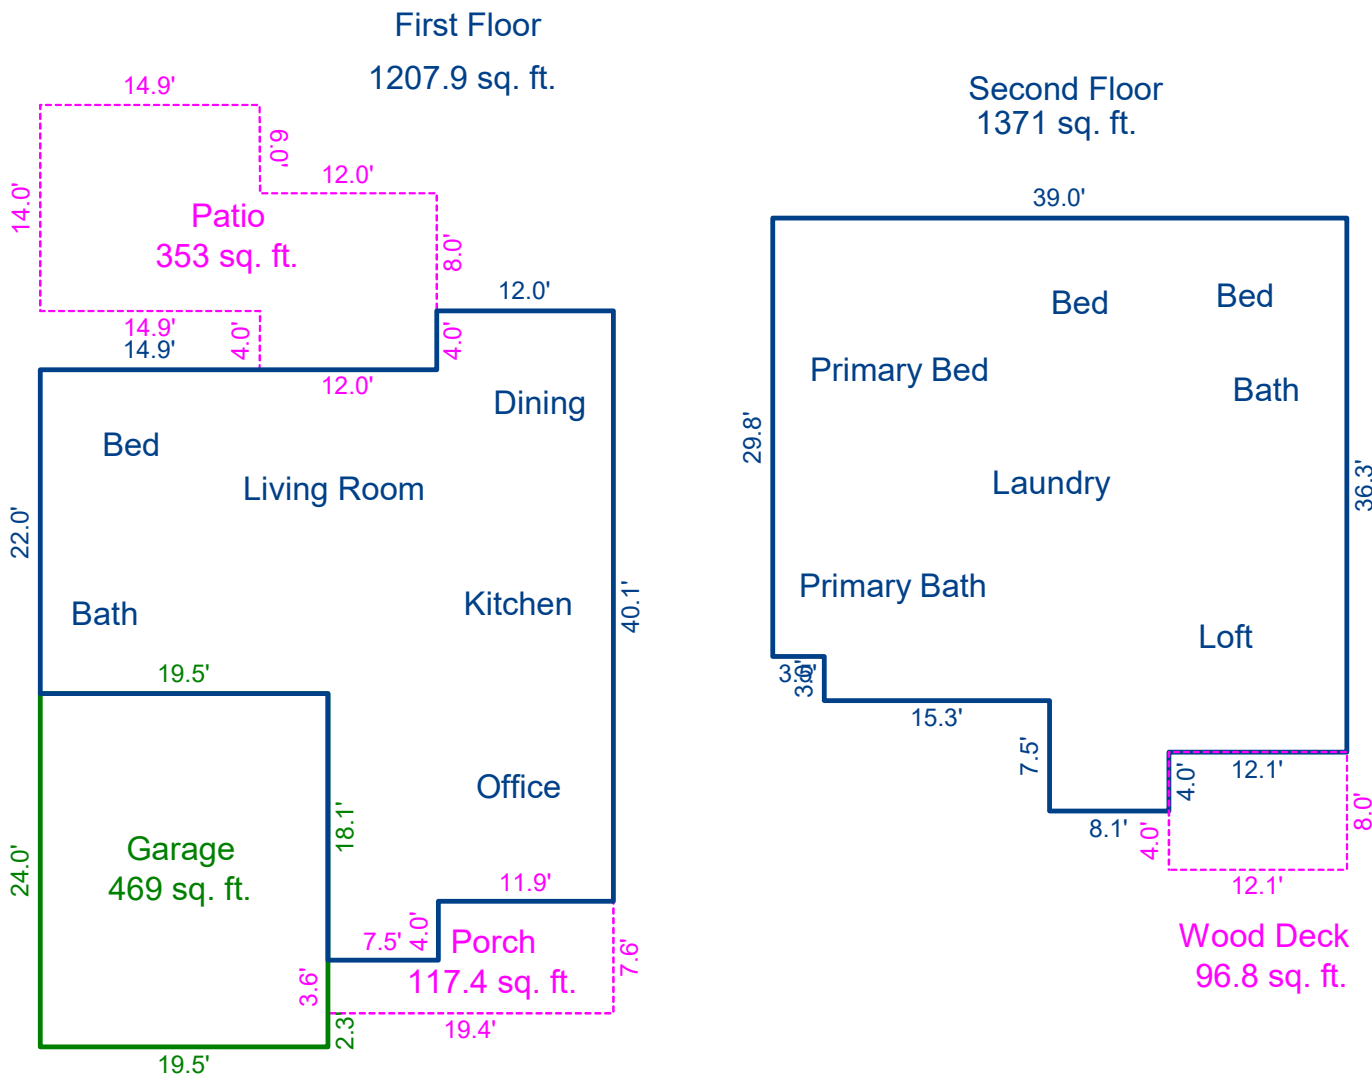 First Floor
1207.9 sq. ft.
14.9'
6.0'
12.0'
14.0'
Patio
353 sq. ft.
8.0'
12.0'
14.9'
14.9'
4.0'
4.0'
12.0'
Dining
Bed
Living Room
22.0'
Bath
Kitchen
40.1'
19.5'
Office
18.1'
Garage
469 sq. ft.
24.0'
11.9'
7.5'
4.0'
Porch
117.4 sq. ft.
7.6'
3.6'
2.3'
19.4'
19.5'
Second Floor
1371 sq. ft.
39.0'
Bed
Bed
Primary Bed
Bath
29.8'
Laundry
36.3'
Primary Bath
Loft
3.5'
3.0'
15.3'
7.5'
4.0'
12.1'
8.1'
4.0'
8.0'
12.1'
Wood Deck
96.8 sq. ft.